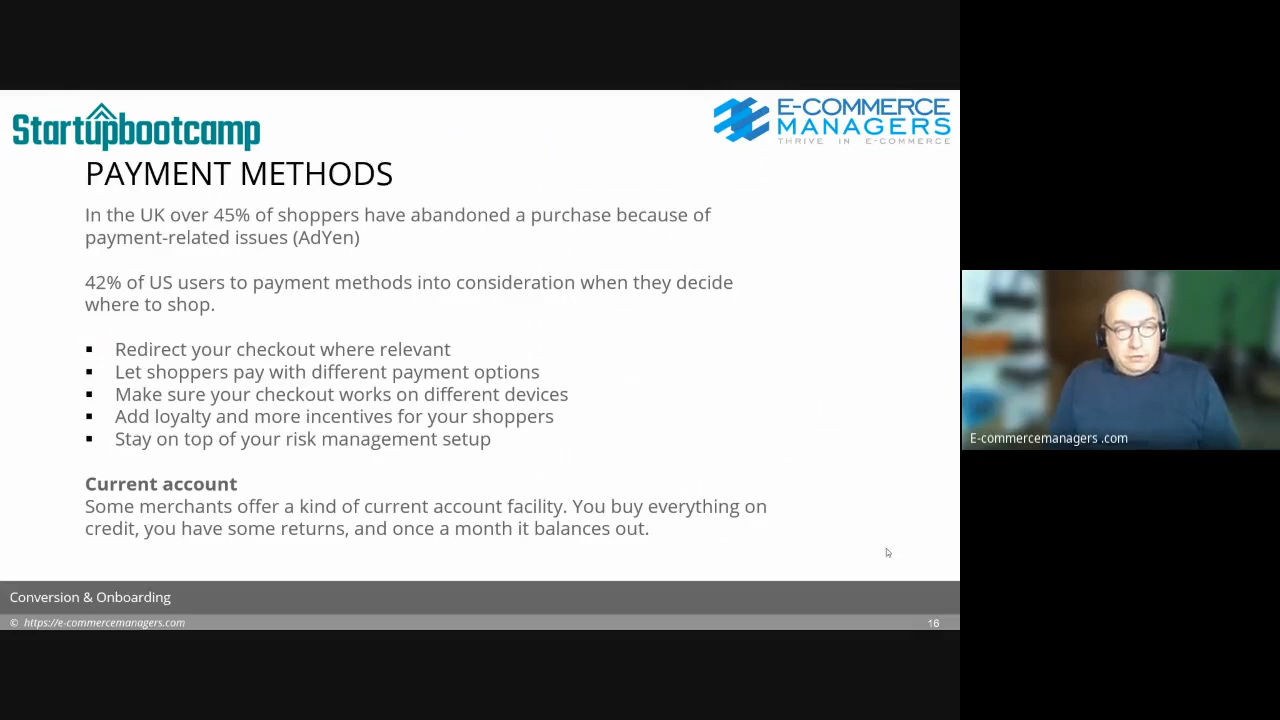 Startupbootcamp
E-COMMERCE
MANAGERS
THRIVE IN E-COMMERCE
PAYMENT METHODS
In the UK over 45% of shoppers have abandoned a purchase because of
payment-related issues (AdYen)
42% of US users to payment methods into consideration when they decide
where to shop.
▪ Redirect your checkout where relevant
▪ Let shoppers pay with different payment options
▪ Make sure your checkout works on different devices
▪ Add loyalty and more incentives for your shoppers
▪ Stay on top of your risk management setup
Current account
Some merchants offer a kind of current account facility. You buy everything on
credit, you have some returns, and once a month it balances out.
E-commercemanagers .com
Conversion & Onboarding
© https://e-commercemanagers.com
16